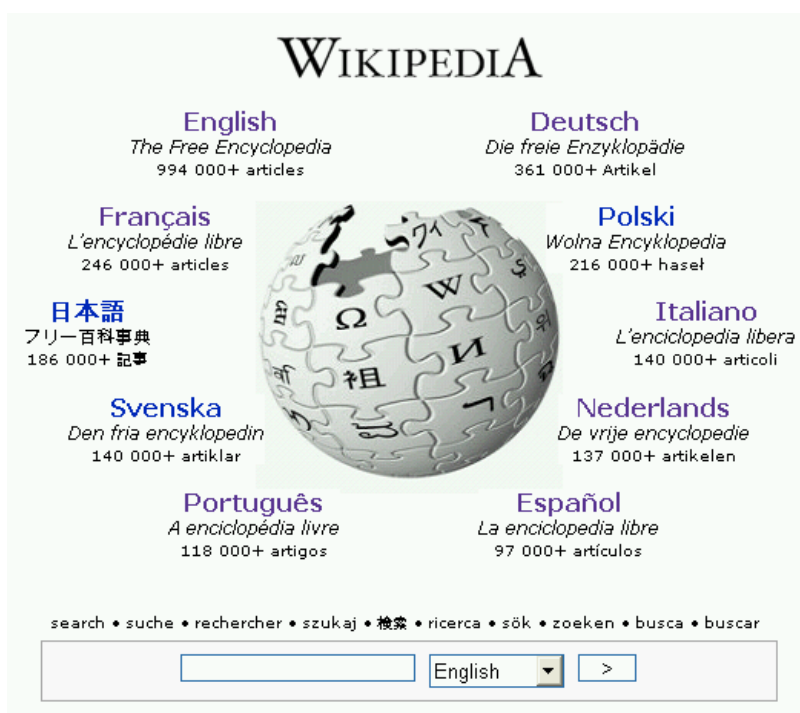 WIKIPEDIA
English
The Free Encyclopedia
994 000+ articles
Deutsch
Die freie Enzyklopädie
361 000+ Artikel
Français
L'encyclopédie libre
246 000+ articles
Polski
Wolna Encyklopedia
216 000+ haseł
日本語
フリー百科事典
186 000+ 記事
Italiano
L'enciclopedia libera
140 000+ articoli
Svenska
Den fria encyklopedin
140 000+ artiklar
Nederlands
De vrije encyclopedie
137 000+ artikelen
Português
A enciclopédia livre
118 000+ artigos
Español
La enciclopedia libre
97 000+ artículos
Ω
W
И
祖
ワィ
search • suche • rechercher • szukaj • 検索 • ricerca • sök • zoeken • busca • buscar
English
>